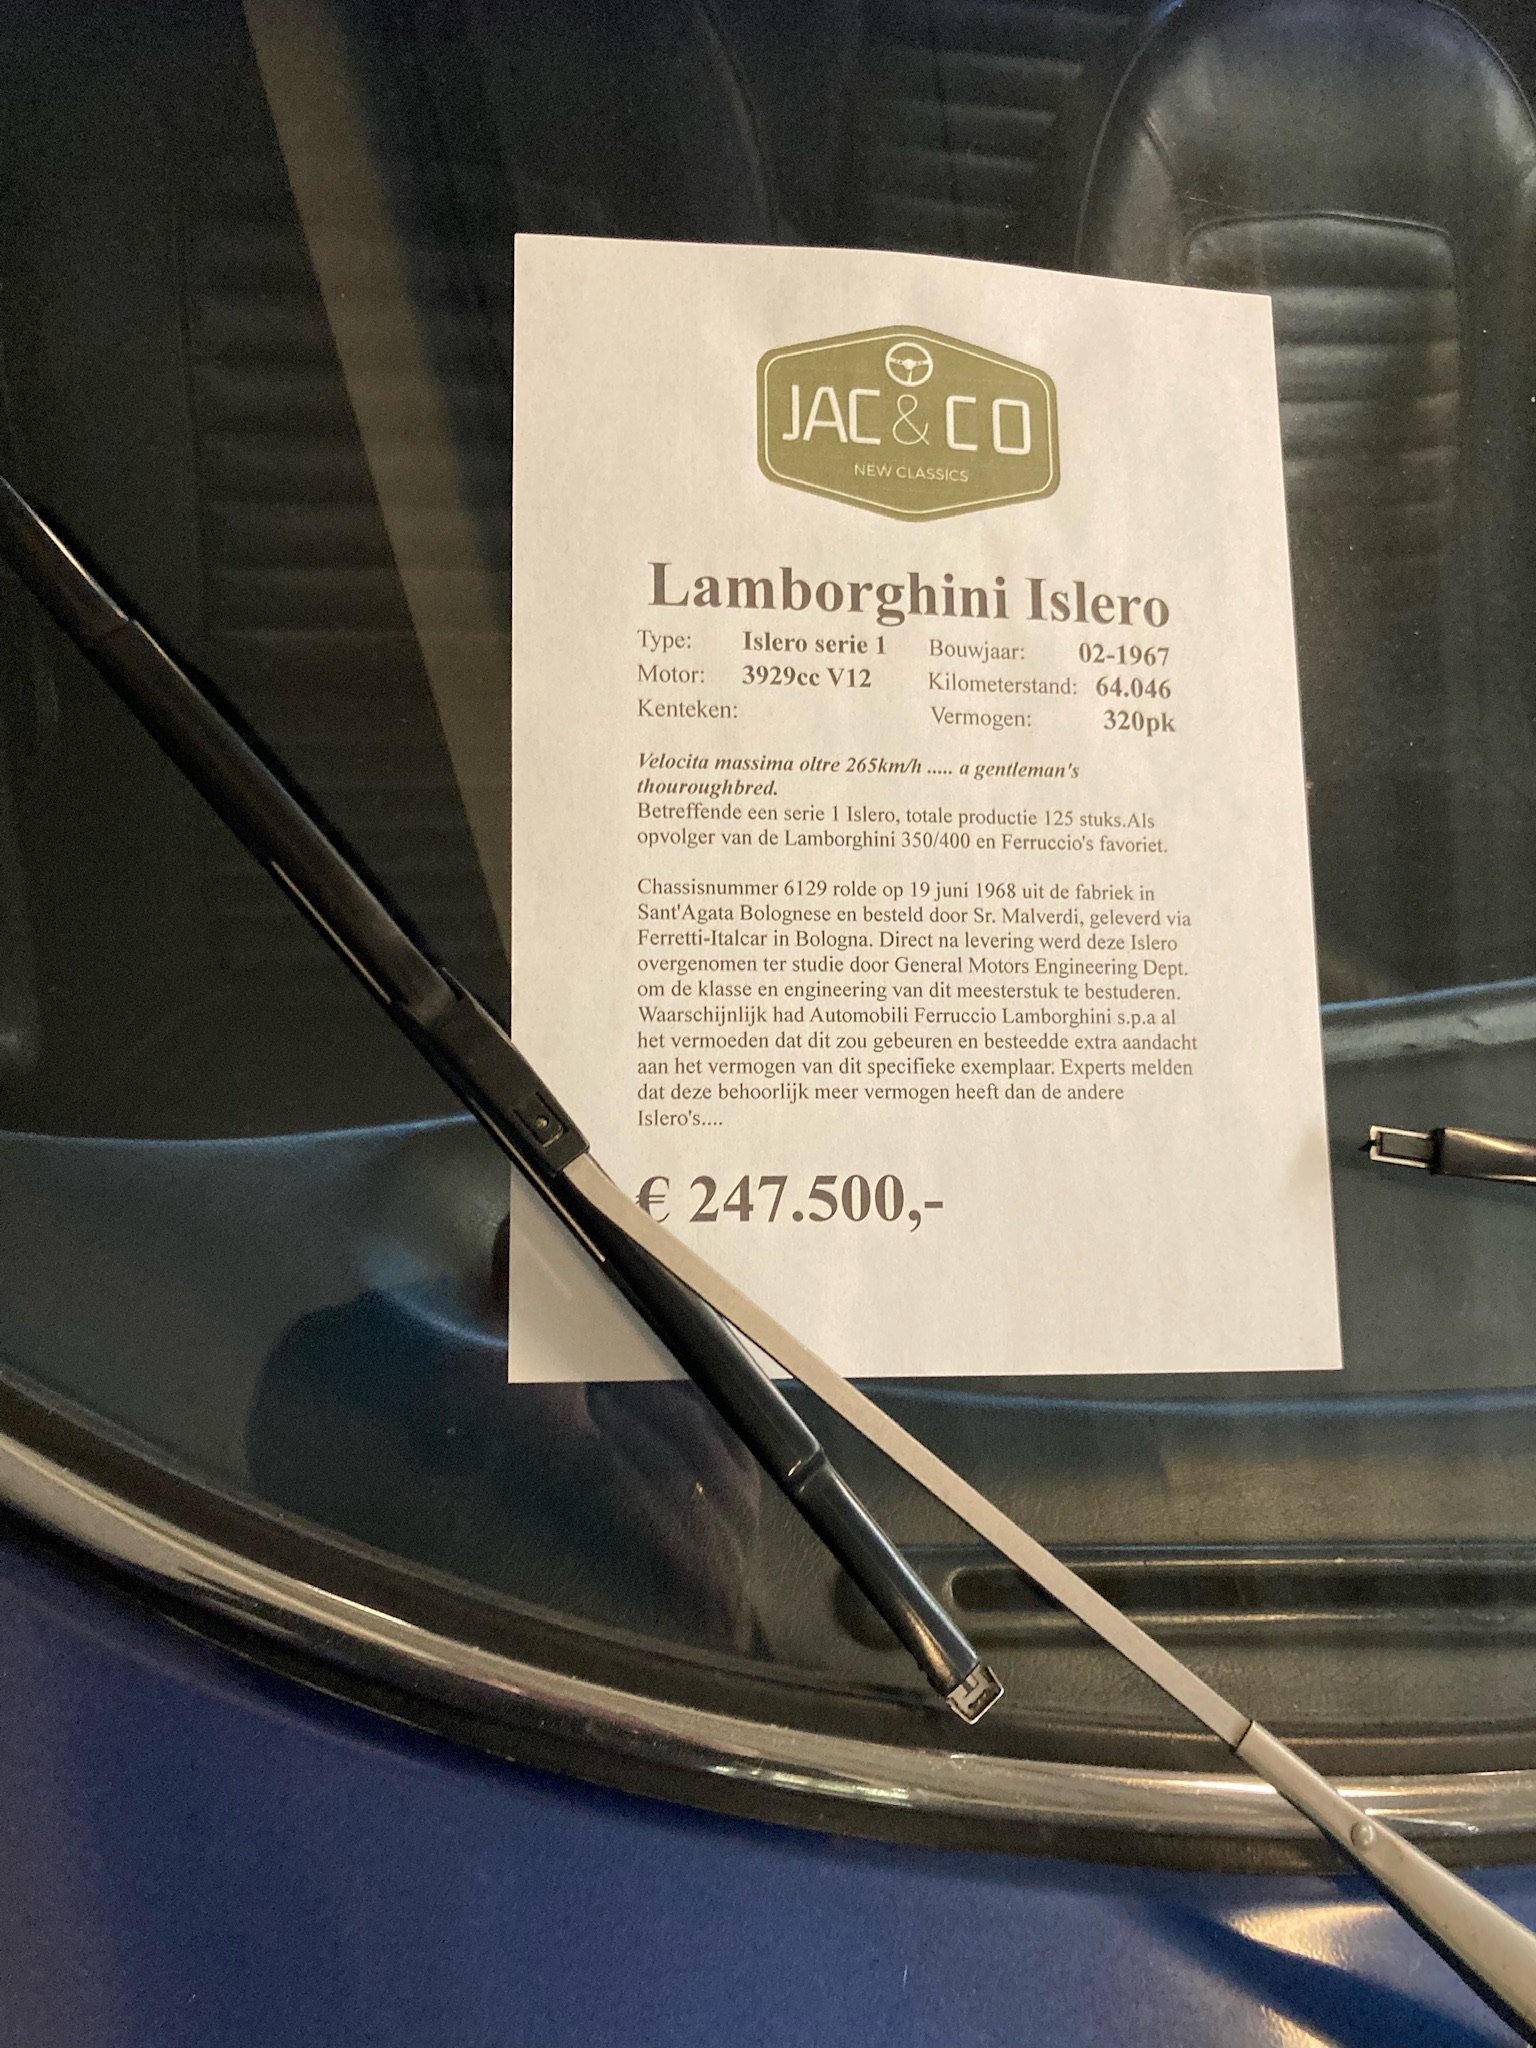 JAC & CO
NEW CLASSICS
Lamborghini Islero
Type: Islero serie 1 Bouwjaar: 02-1967
Motor: 3929cc V12 Kilometerstand: 64.046
Kenteken: Vermogen: 320pk
Velocita massima oltre 265km/h ..... a gentleman's
thouroughbred.
Betreffende een serie 1 Islero, totale productie 125 stuks.Als
opvolger van de Lamborghini 350/400 en Ferruccio's favoriet.
Chassisnummer 6129 rolde op 19 juni 1968 uit de fabriek in
Sant'Agata Bolognese en besteld door Sr. Malverdi, geleverd via
Ferretti-Italcar in Bologna. Direct na levering werd deze Islero
overgenomen ter studie door General Motors Engineering Dept.
om de klasse en engineering van dit meesterstuk te bestuderen.
Waarschijnlijk had Automobili Ferruccio Lamborghini s.p.a al
het vermoeden dat dit zou gebeuren en besteedde extra aandacht
aan het vermogen van dit specifieke exemplaar. Experts melden
dat deze behoorlijk meer vermogen heeft dan de andere
Islero's....
€ 247.500,-